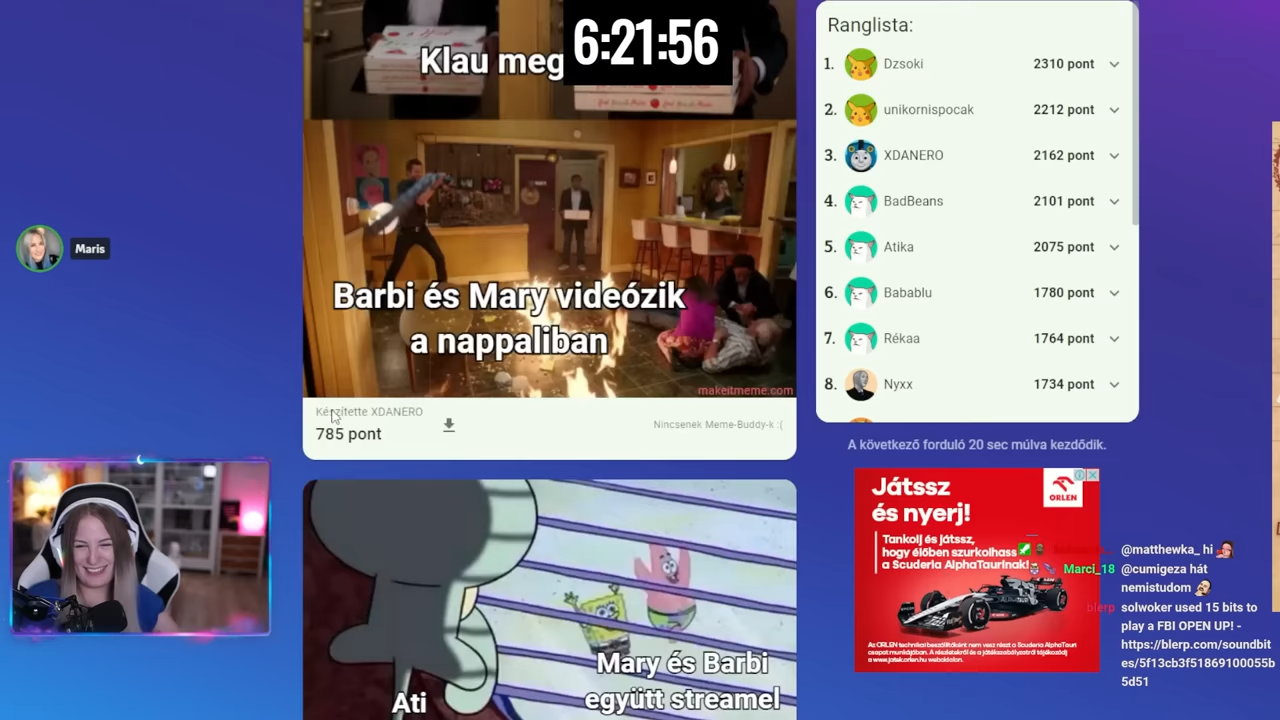 Klau meg
6:21:56
Barbi és Mary videózik
a nappaliban
makeitmeme.com
Készítette XDANERO
785 pont
Nincsenek Meme-Buddy-k :(
Maris
Mary és Barbi
együtt streamel
Ati
Ranglista:
1. Dzsoki 2310 pont
2. unikornispocak 2212 pont
3. XDANERO 2162 pont
4. BadBeans 2101 pont
5. Atika 2075 pont
6. Babablu 1780 pont
7. Rékaa 1764 pont
8. Nyxx 1734 pont
A következő forduló 20 sec múlva kezdődik.
Játssz
és nyerj!
ORLEN
Tankolj és játssz,
hogy élőben szurkolhass
a Scuderia AlphaTaurinak!
Az ORLEN technikai beszállítóként nem vesz részt a Scuderia AlphaTauri
csapat munkájában. A részletekről és a játékszabályzatról tájékozódj
a www.jatek.orlen.hu weboldalon.
@matthewka_ hi
Marci_18 @cumigeza hát
nemistudom
blerp solwoker used 15 bits to
play a FBI OPEN UP! -
https://blerp.com/soundbit
es/5f13cb3f51869100055b
5d51